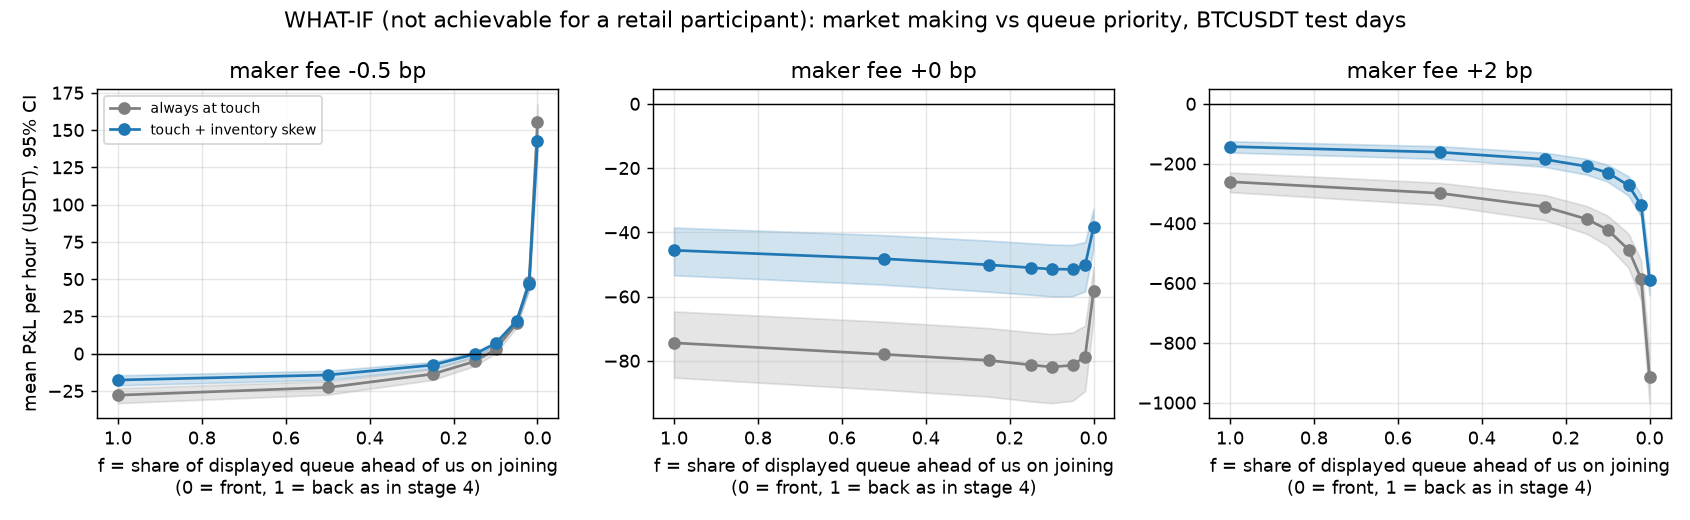 WHAT-IF (not achievable for a retail participant): market making vs queue priority, BTCUSDT test days
maker fee -0.5 bp
mean P&L per hour (USDT), 95% CI
175
150
125
100
75
50
25
0
−25
always at touch
touch + inventory skew
1.0 0.8 0.6 0.4 0.2 0.0
f = share of displayed queue ahead of us on joining
(0 = front, 1 = back as in stage 4)
maker fee +0 bp
0
−20
−40
−60
−80
1.0 0.8 0.6 0.4 0.2 0.0
f = share of displayed queue ahead of us on joining
(0 = front, 1 = back as in stage 4)
maker fee +2 bp
0
−200
−400
−600
−800
−1000
1.0 0.8 0.6 0.4 0.2 0.0
f = share of displayed queue ahead of us on joining
(0 = front, 1 = back as in stage 4)